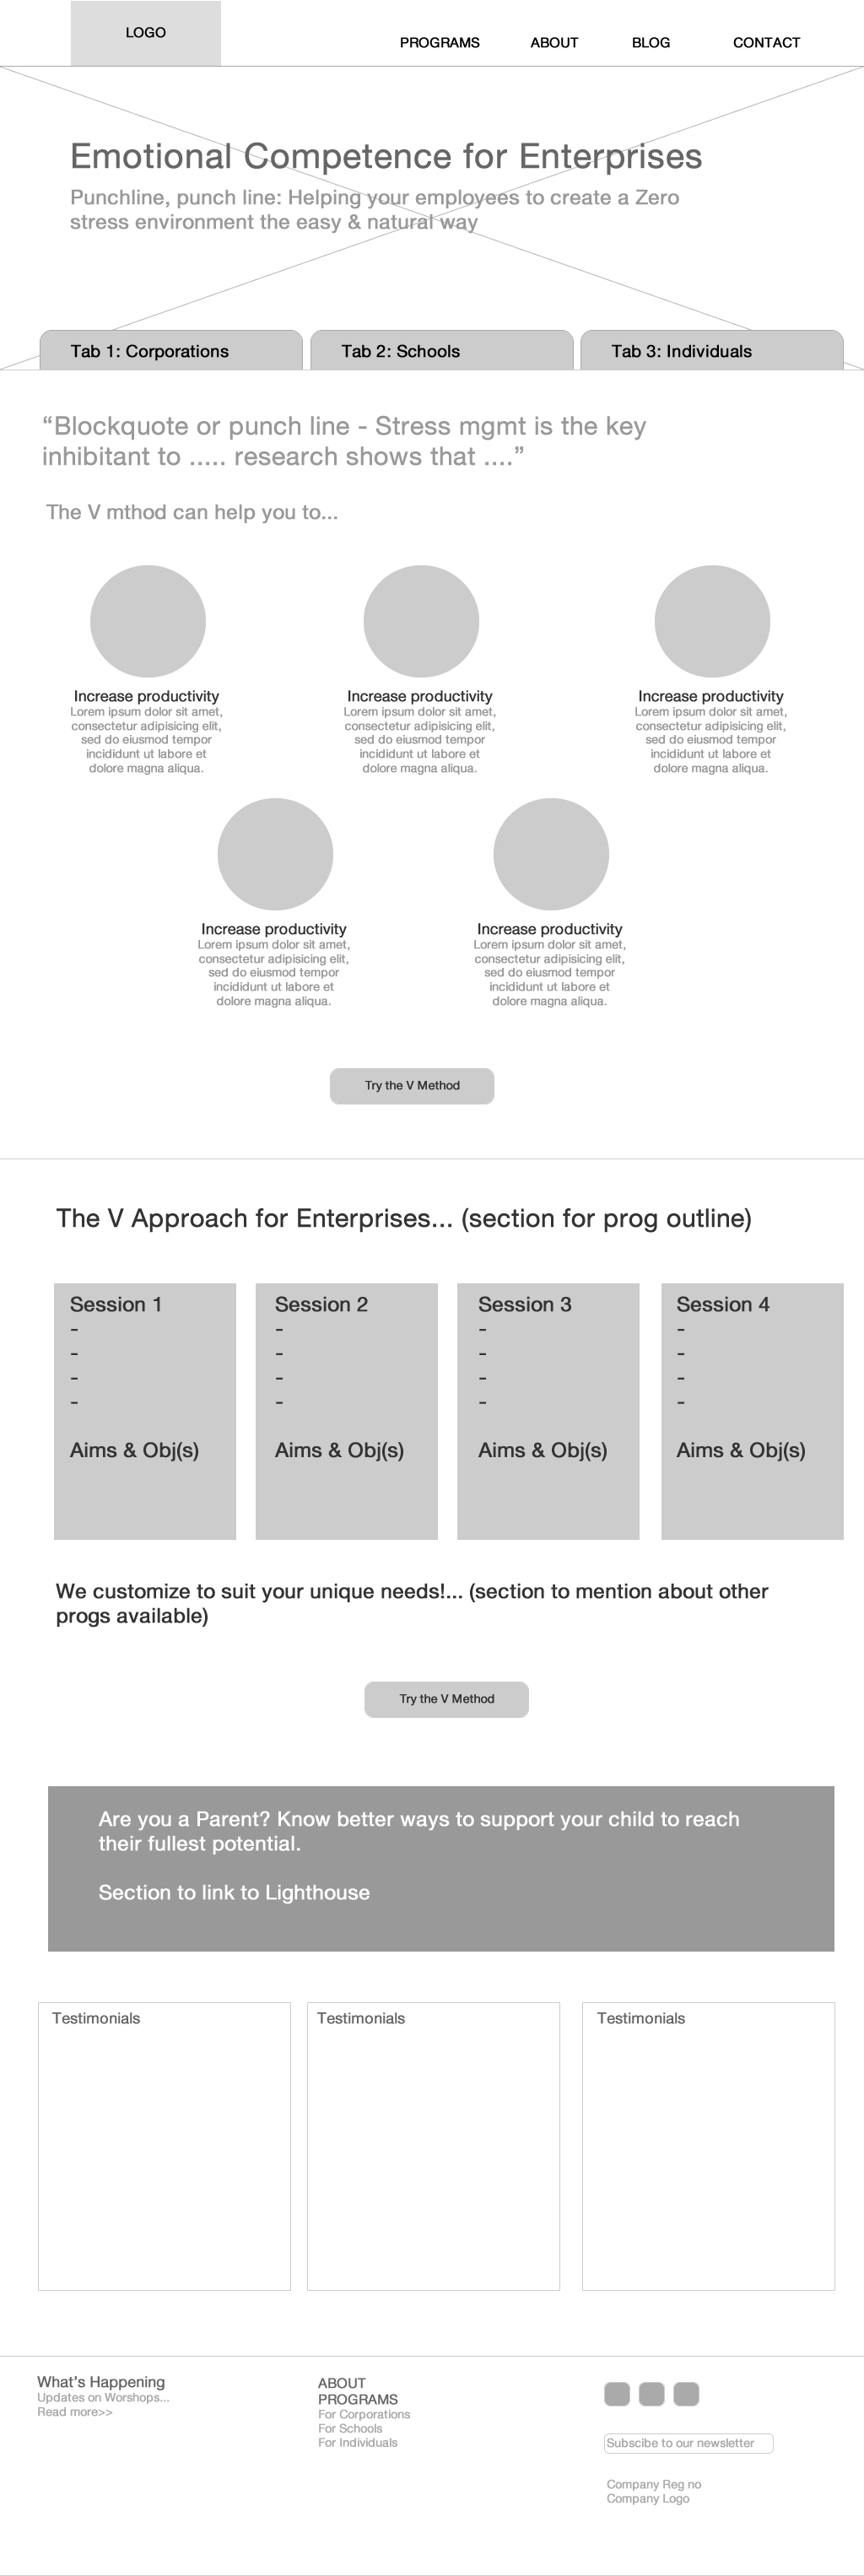 LOGO
PROGRAMS ABOUT BLOG CONTACT
Emotional Competence for Enterprises
Punchline, punch line: Helping your employees to create a Zero
stress environment the easy & natural way
Tab 1: Corporations Tab 2: Schools Tab 3: Individuals
“Blockquote or punch line - Stress mgmt is the key
inhibitant to ..... research shows that ....”
The V mthod can help you to...
Increase productivity
Lorem ipsum dolor sit amet,
consectetur adipisicing elit,
sed do eiusmod tempor
incididunt ut labore et
dolore magna aliqua.
Increase productivity
Lorem ipsum dolor sit amet,
consectetur adipisicing elit,
sed do eiusmod tempor
incididunt ut labore et
dolore magna aliqua.
Increase productivity
Lorem ipsum dolor sit amet,
consectetur adipisicing elit,
sed do eiusmod tempor
incididunt ut labore et
dolore magna aliqua.
Increase productivity
Lorem ipsum dolor sit amet,
consectetur adipisicing elit,
sed do eiusmod tempor
incididunt ut labore et
dolore magna aliqua.
Increase productivity
Lorem ipsum dolor sit amet,
consectetur adipisicing elit,
sed do eiusmod tempor
incididunt ut labore et
dolore magna aliqua.
Try the V Method
The V Approach for Enterprises... (section for prog outline)
Session 1
-
-
-
-
Aims & Obj(s)
Session 2
-
-
-
-
Aims & Obj(s)
Session 3
-
-
-
-
Aims & Obj(s)
Session 4
-
-
-
-
Aims & Obj(s)
We customize to suit your unique needs!... (section to mention about other
progs available)
Try the V Method
Are you a Parent? Know better ways to support your child to reach
their fullest potential.
Section to link to Lighthouse
Testimonials
Testimonials
Testimonials
What's Happening
Updates on Worshops...
Read more>>
ABOUT
PROGRAMS
For Corporations
For Schools
For Individuals
Subscibe to our newsletter
Company Reg no
Company Logo